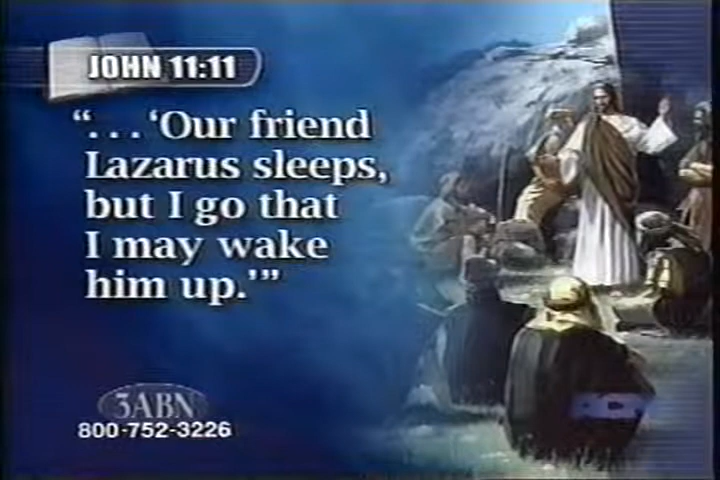 JOHN 11:11
“. . . ‘Our friend
Lazarus sleeps,
but I go that
I may wake
him up.’”
3ABN
800-752-3226